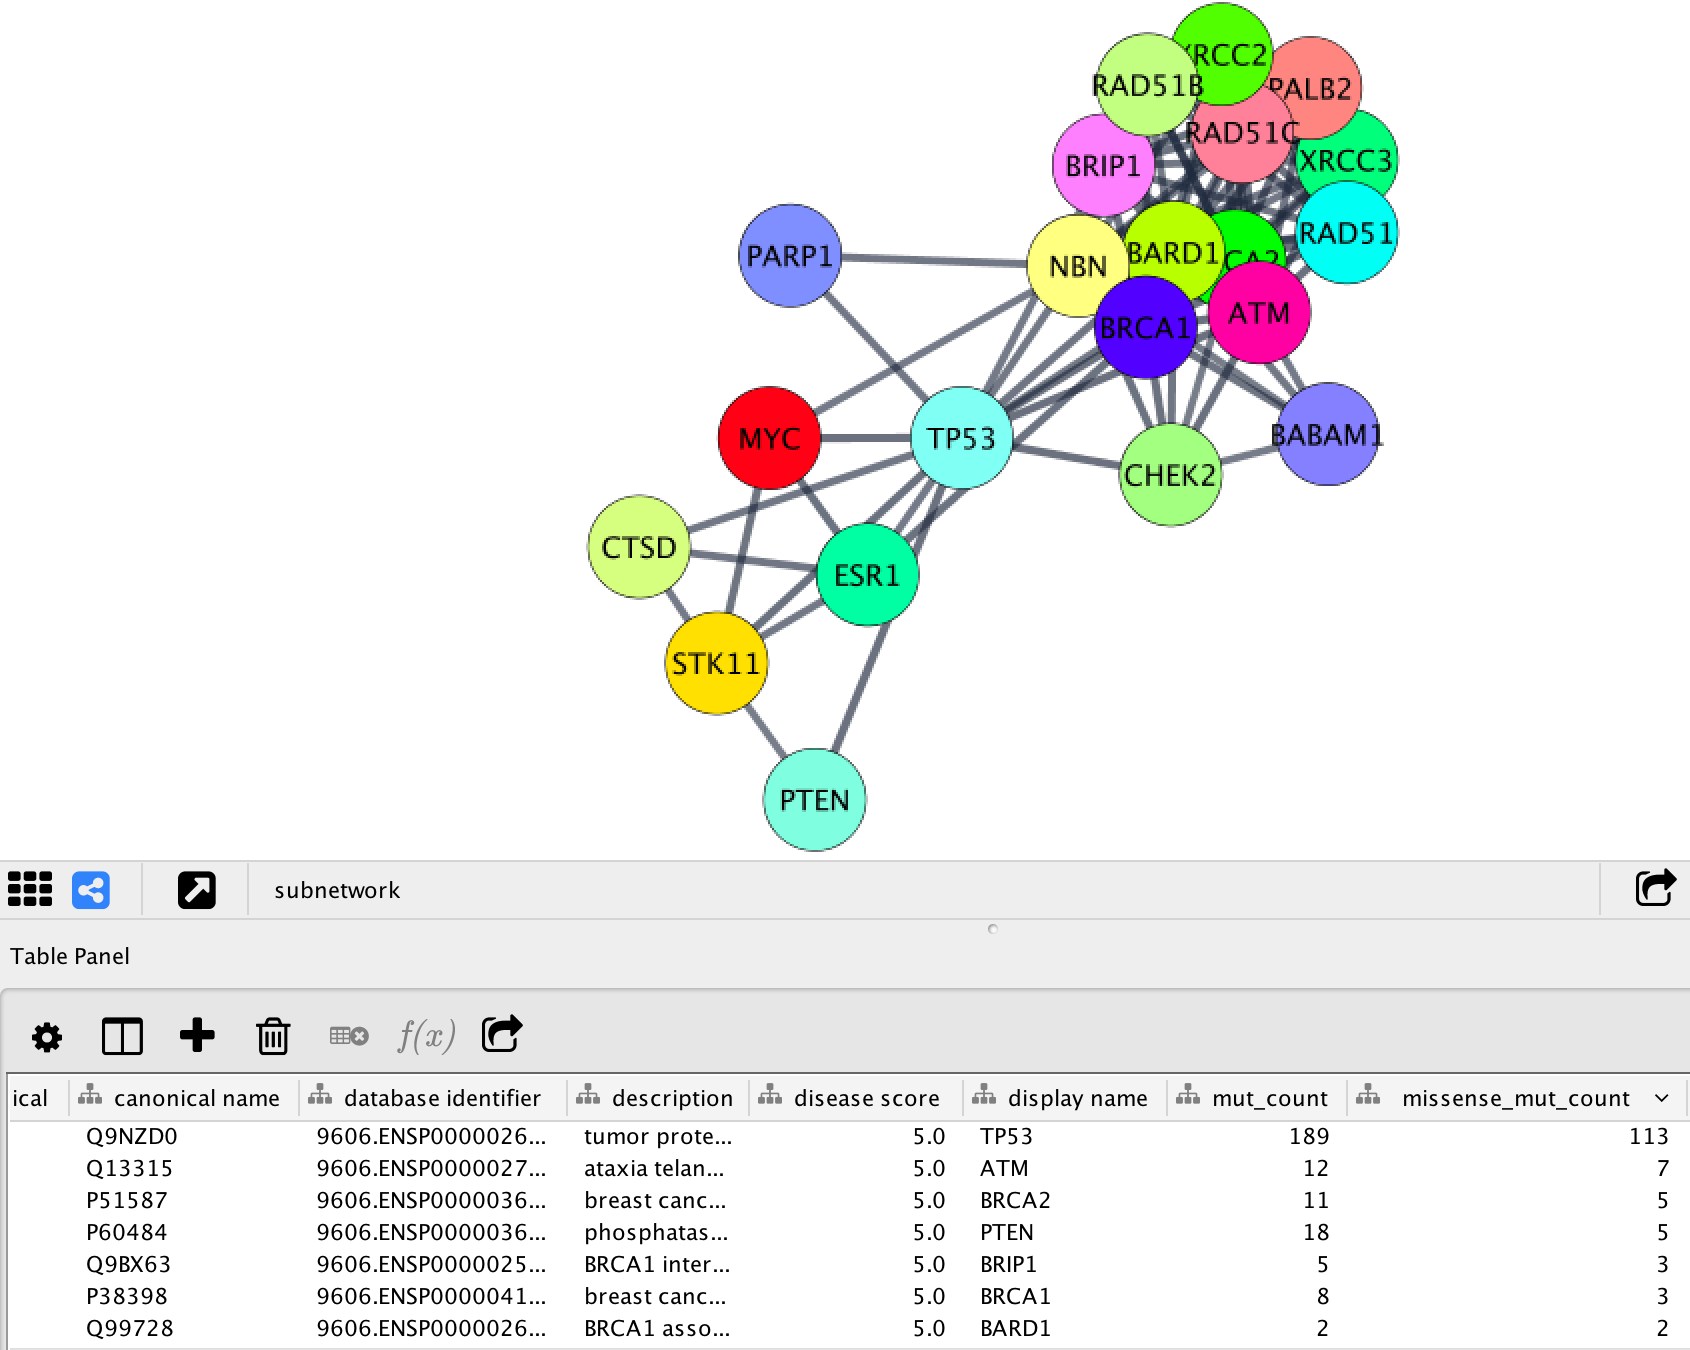 XRCC2
RAD51B
PALB2
RAD51C
BRIP1
XRCC3
RAD51
PARP1
NBN
BARD1
CA2
BRCA1
ATM
MYC
TP53
BABAM1
CHEK2
CTSD
ESR1
STK11
PTEN
subnetwork
Table Panel
f(x)
ical canonical name database identifier description disease score display name mut_count missense_mut_count
Q9NZD0 9606.ENSP0000026... tumor prote... 5.0 TP53 189 113
Q13315 9606.ENSP0000027... ataxia telan... 5.0 ATM 12 7
P51587 9606.ENSP0000036... breast canc... 5.0 BRCA2 11 5
P60484 9606.ENSP0000036... phosphatas... 5.0 PTEN 18 5
Q9BX63 9606.ENSP0000025... BRCA1 inter... 5.0 BRIP1 5 3
P38398 9606.ENSP0000041... breast canc... 5.0 BRCA1 8 3
Q99728 9606.ENSP0000026... BRCA1 asso... 5.0 BARD1 2 2